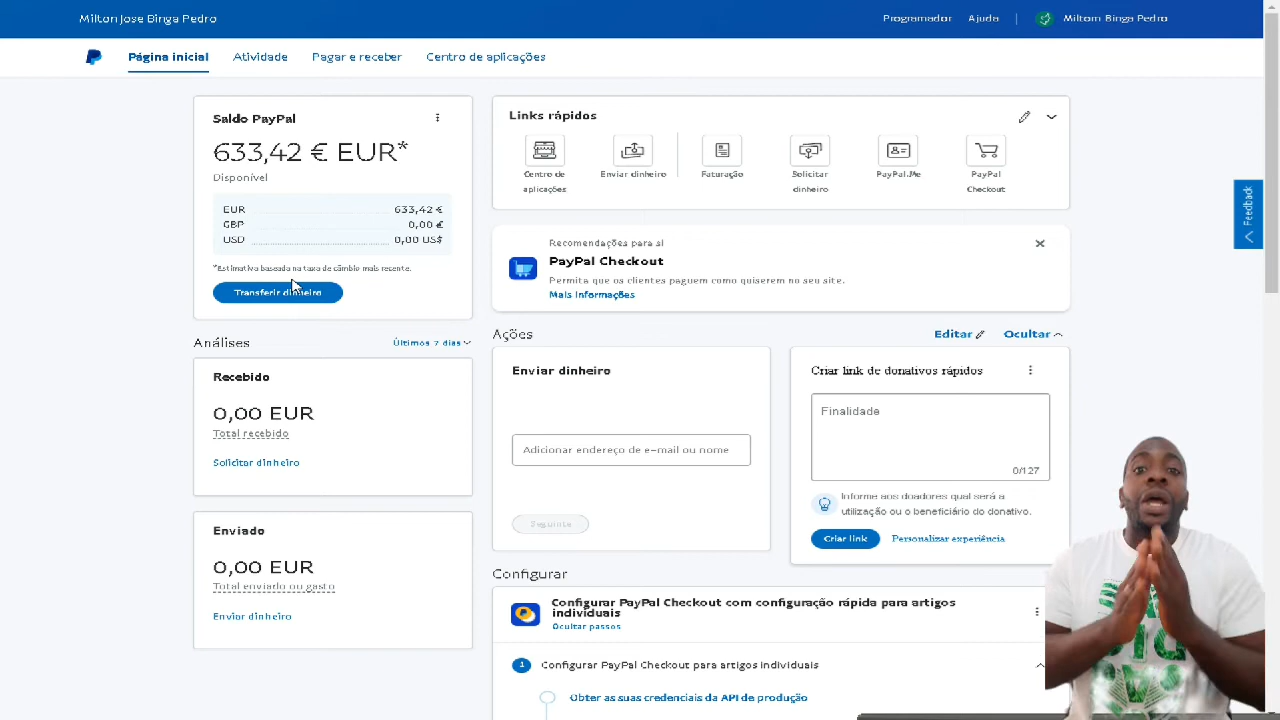 Milton Jose Binga Pedro
Programador Ajuda Miltom Binga Pedro
Página inicial Atividade Pagar e receber Centro de aplicações
Saldo PayPal
633,42 € EUR*
Disponível
EUR 633,42 €
GBP 0,00 £
USD 0,00 US$
*Estimativa baseada na taxa de câmbio mais recente.
Transferir dinheiro
Links rápidos
Centro de aplicações
Enviar dinheiro
Faturação
Solicitar dinheiro
PayPal.Me
PayPal Checkout
Feedback
Recomendações para si
PayPal Checkout
Permita que os clientes paguem como quiserem no seu site.
Mais informações
Análises Últimos 7 dias
Recebido
0,00 EUR
Total recebido
Solicitar dinheiro
Enviado
0,00 EUR
Total enviado ou gasto
Enviar dinheiro
Ações Editar Ocultar
Enviar dinheiro
Adicionar endereço de e-mail ou nome
Seguinte
Criar link de donativos rápidos
Finalidade
0/127
Informe aos doadores qual será a
utilização ou o beneficiário do donativo.
Criar link Personalizar experiência
Configurar
Configurar PayPal Checkout com configuração rápida para artigos
individuais
Ocultar passos
1 Configurar PayPal Checkout para artigos individuais
Obter as suas credenciais da API de produção